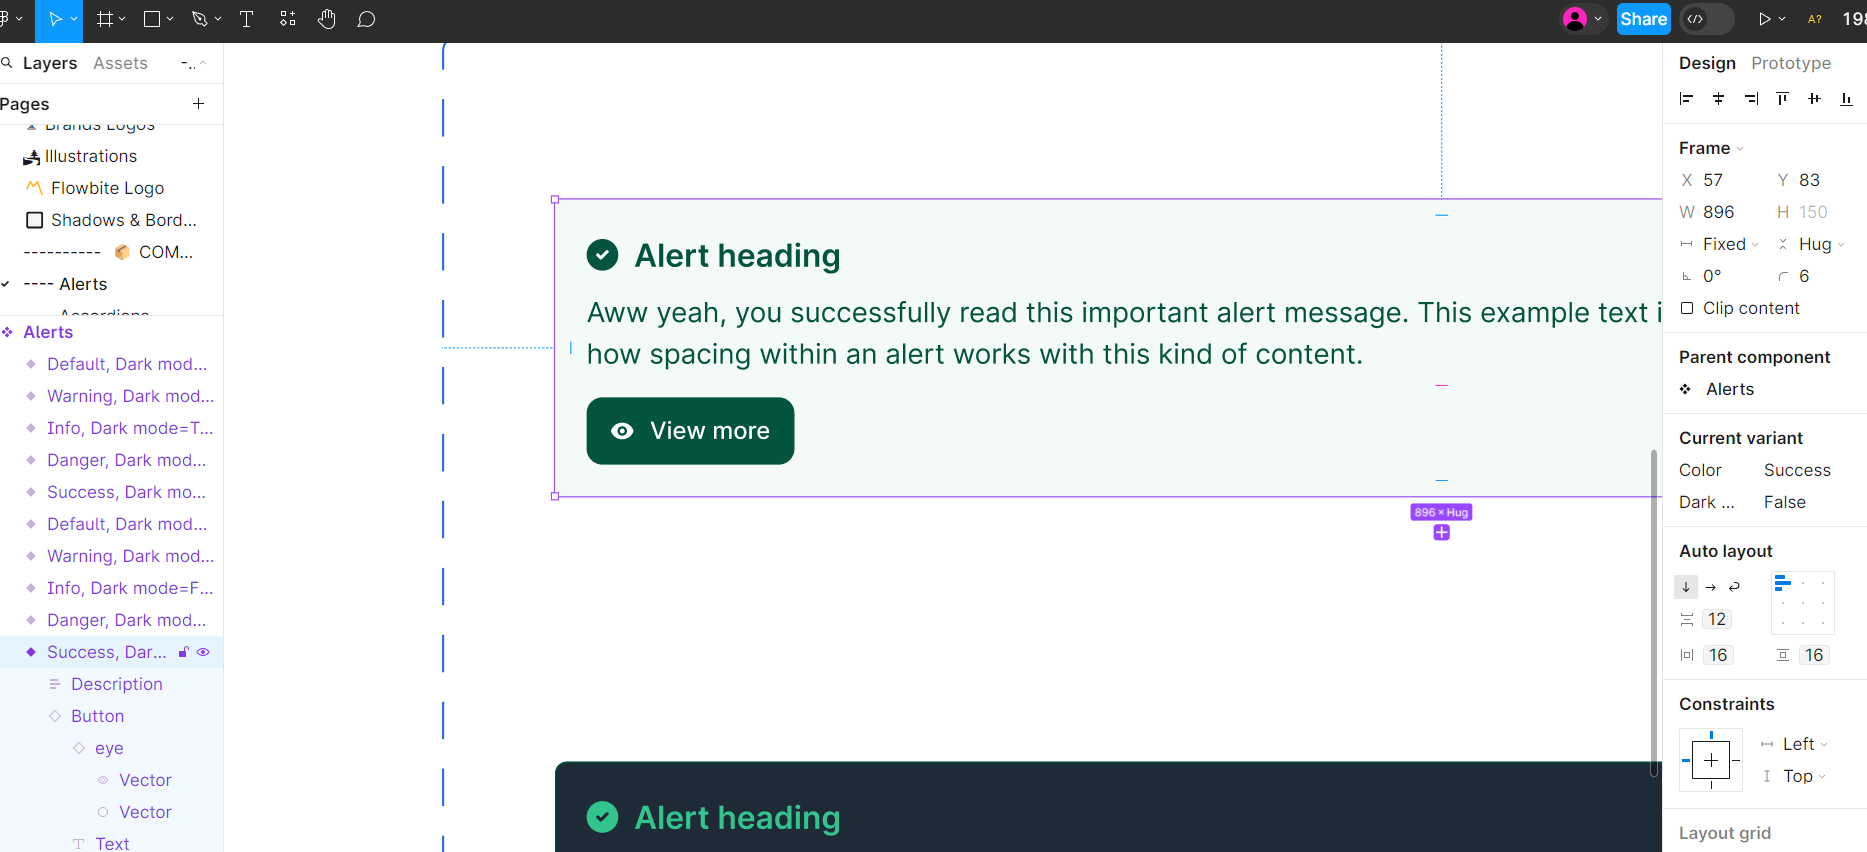 Share
A?
Layers
Assets
Pages
Brands Logos
Illustrations
Flowbite Logo
Shadows & Bord...
---------- COM...
---- Alerts
Accordions
Alerts
Default, Dark mod...
Warning, Dark mod...
Info, Dark mode=T...
Danger, Dark mod...
Success, Dark mo...
Default, Dark mod...
Warning, Dark mod...
Info, Dark mode=F...
Danger, Dark mod...
Success, Dar...
Description
Button
eye
Vector
Vector
Text
Alert heading
Aww yeah, you successfully read this important alert message. This example text i
how spacing within an alert works with this kind of content.
View more
896 × Hug
Alert heading
Design
Prototype
Frame
X 57 Y 83
W 896 H 150
Fixed Hug
0° 6
Clip content
Parent component
Alerts
Current variant
Color Success
Dark ... False
Auto layout
12
16 16
Constraints
Left
Top
Layout grid